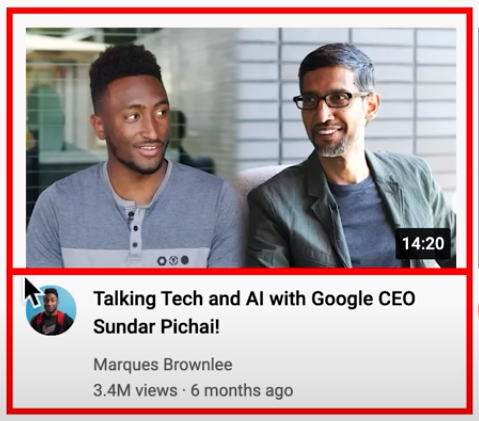 14:20
Talking Tech and AI with Google CEO
Sundar Pichai!
Marques Brownlee
3.4M views · 6 months ago